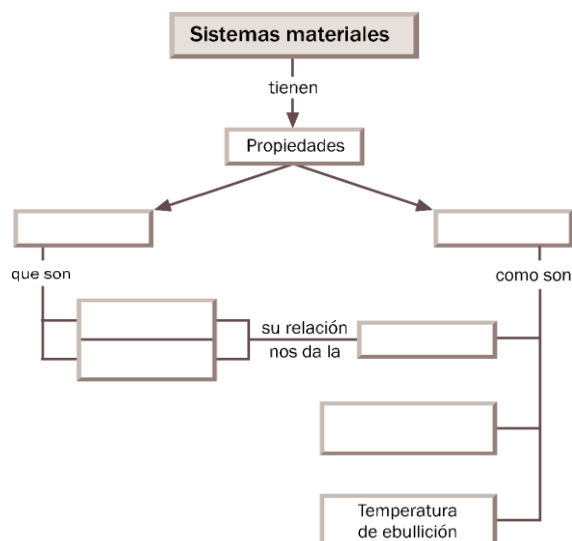 Sistemas materiales
tienen
Propiedades
que son
como son
su relación
nos da la
Temperatura
de ebullición